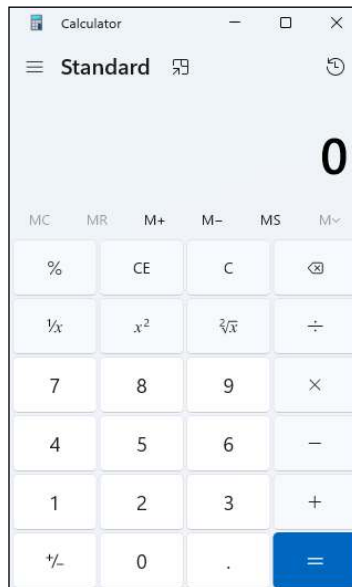 Calculator
Standard
0
MC MR M+ M− MS M˅
% CE C
⅟x x² ²√x ÷
7 8 9 ×
4 5 6 −
1 2 3 +
+/− 0 . =